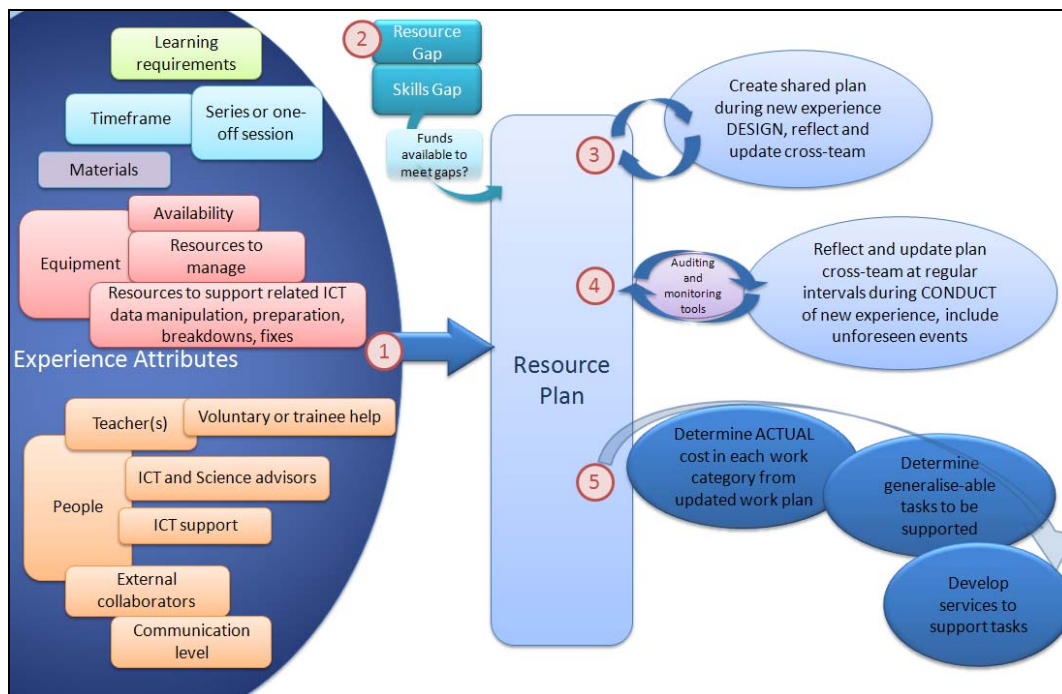 Learning
requirements
Timeframe
Series or one-
off session
Materials
Equipment
Availability
Resources to
manage
Resources to support related ICT
data manipulation, preparation,
breakdowns, fixes
Experience Attributes
People
Teacher(s)
Voluntary or trainee help
ICT and Science advisors
ICT support
External
collaborators
Communication
level
1
2
Resource
Gap
Skills Gap
Funds
available to
meet gaps?
Resource
Plan
3
Create shared plan
during new experience
DESIGN, reflect and
update cross-team
4
Auditing
and
monitoring
tools
Reflect and update plan
cross-team at regular
intervals during CONDUCT
of new experience, include
unforeseen events
5
Determine ACTUAL
cost in each work
category from
updated work plan
Determine
generalise-able
tasks to be
supported
Develop
services to
support tasks